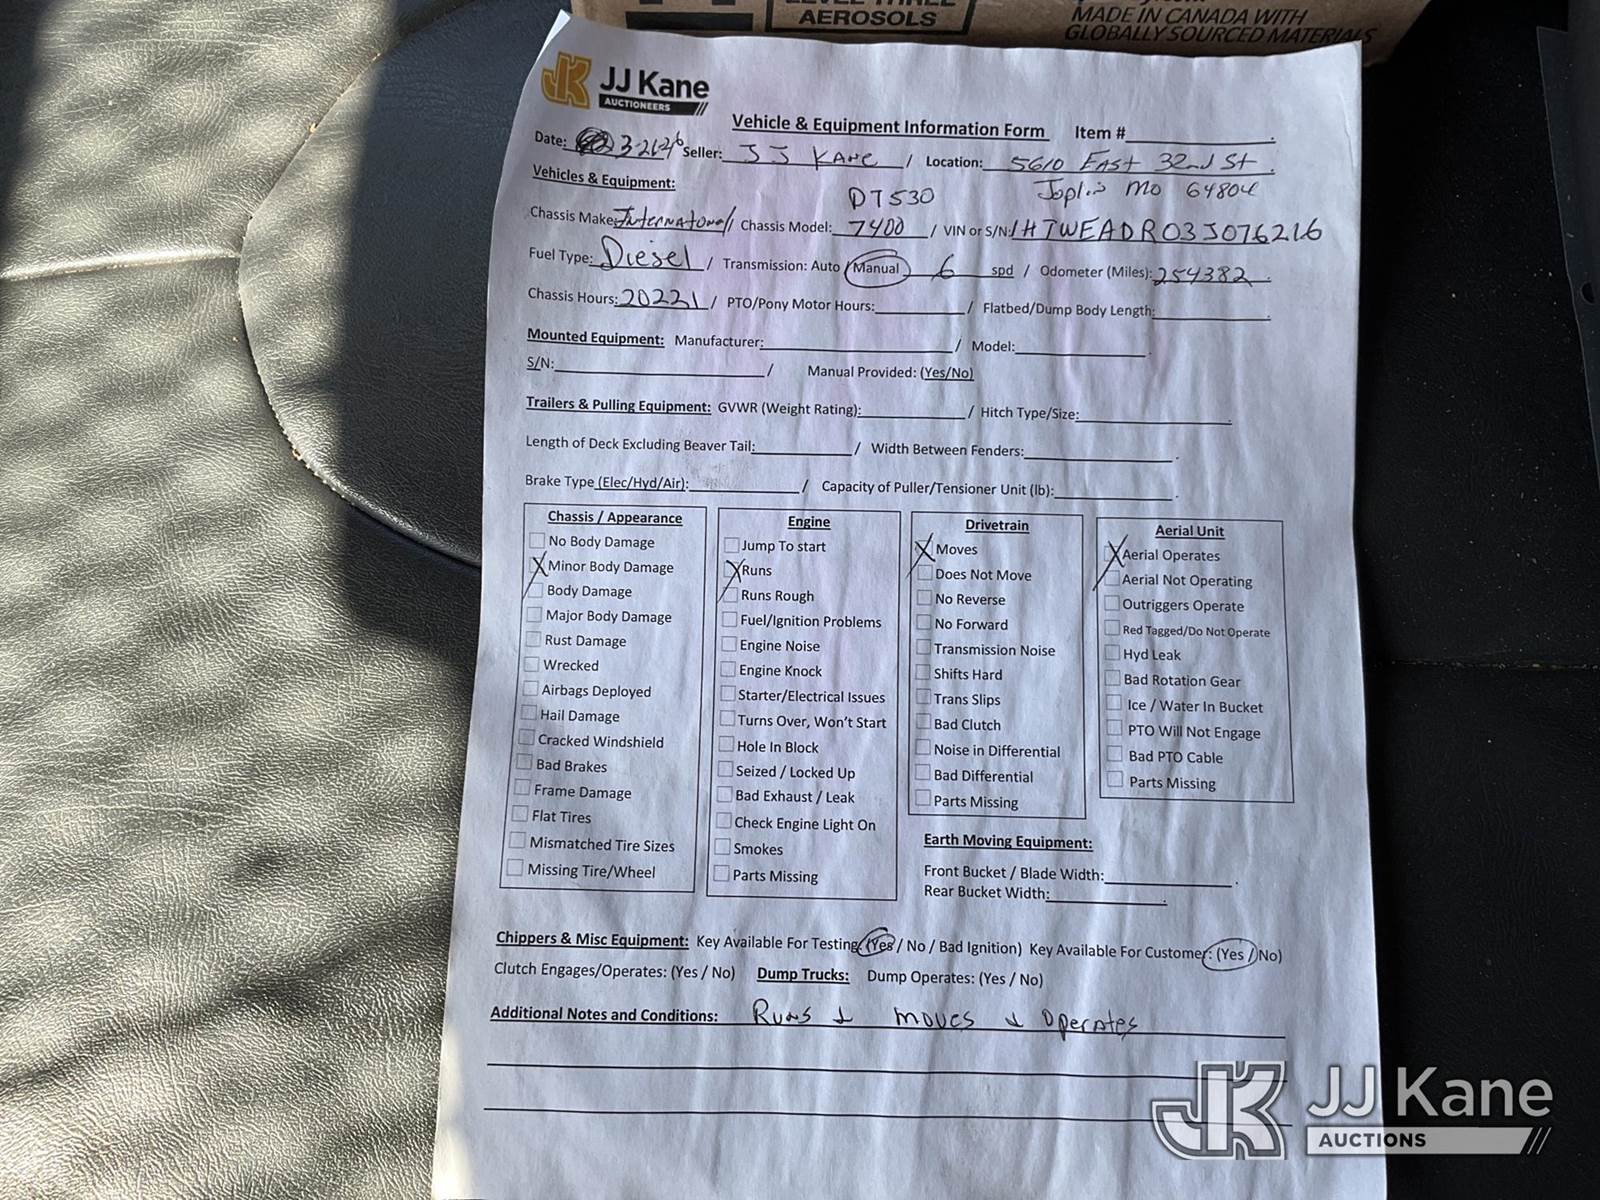 AEROSOLS
MADE IN CANADA WITH
GLOBALLY SOURCED MATERIALS
JK JJ Kane
AUCTIONEERS
Vehicle & Equipment Information Form Item #
Date: 3-26-26 Seller: JJ KANE / Location: 5610 EAST 32nd St.
Joplin MO 64804
Vehicles & Equipment:
DT530
Chassis Make: INTERNATIONAL / Chassis Model: 7400 / VIN or S/N: 1HTWEADR03J076216
Fuel Type: Diesel / Transmission: Auto / Manual 6 spd / Odometer (Miles): 254382
Chassis Hours: 20221 / PTO/Pony Motor Hours: / Flatbed/Dump Body Length:
Mounted Equipment: Manufacturer: / Model:
S/N: / Manual Provided: (Yes/No)
Trailers & Pulling Equipment: GVWR (Weight Rating): / Hitch Type/Size:
Length of Deck Excluding Beaver Tail: / Width Between Fenders:
Brake Type (Elec/Hyd/Air): / Capacity of Puller/Tensioner Unit (lb):
Chassis / Appearance
No Body Damage
X Minor Body Damage
Body Damage
Major Body Damage
Rust Damage
Wrecked
Airbags Deployed
Hail Damage
Cracked Windshield
Bad Brakes
Frame Damage
Flat Tires
Mismatched Tire Sizes
Missing Tire/Wheel
Engine
Jump To start
X Runs
Runs Rough
Fuel/Ignition Problems
Engine Noise
Engine Knock
Starter/Electrical Issues
Turns Over, Won't Start
Hole In Block
Seized / Locked Up
Bad Exhaust / Leak
Check Engine Light On
Smokes
Parts Missing
Drivetrain
X Moves
Does Not Move
No Reverse
No Forward
Transmission Noise
Shifts Hard
Trans Slips
Bad Clutch
Noise in Differential
Bad Differential
Parts Missing
Aerial Unit
X Aerial Operates
Aerial Not Operating
Outriggers Operate
Red Tagged/Do Not Operate
Hyd Leak
Bad Rotation Gear
Ice / Water In Bucket
PTO Will Not Engage
Bad PTO Cable
Parts Missing
Earth Moving Equipment:
Front Bucket / Blade Width:
Rear Bucket Width:
Chippers & Misc Equipment: Key Available For Testing: (Yes / No / Bad Ignition) Key Available For Customer: (Yes / No)
Clutch Engages/Operates: (Yes / No) Dump Trucks: Dump Operates: (Yes / No)
Additional Notes and Conditions: Runs & moves & Operates
JK JJ Kane
AUCTIONS